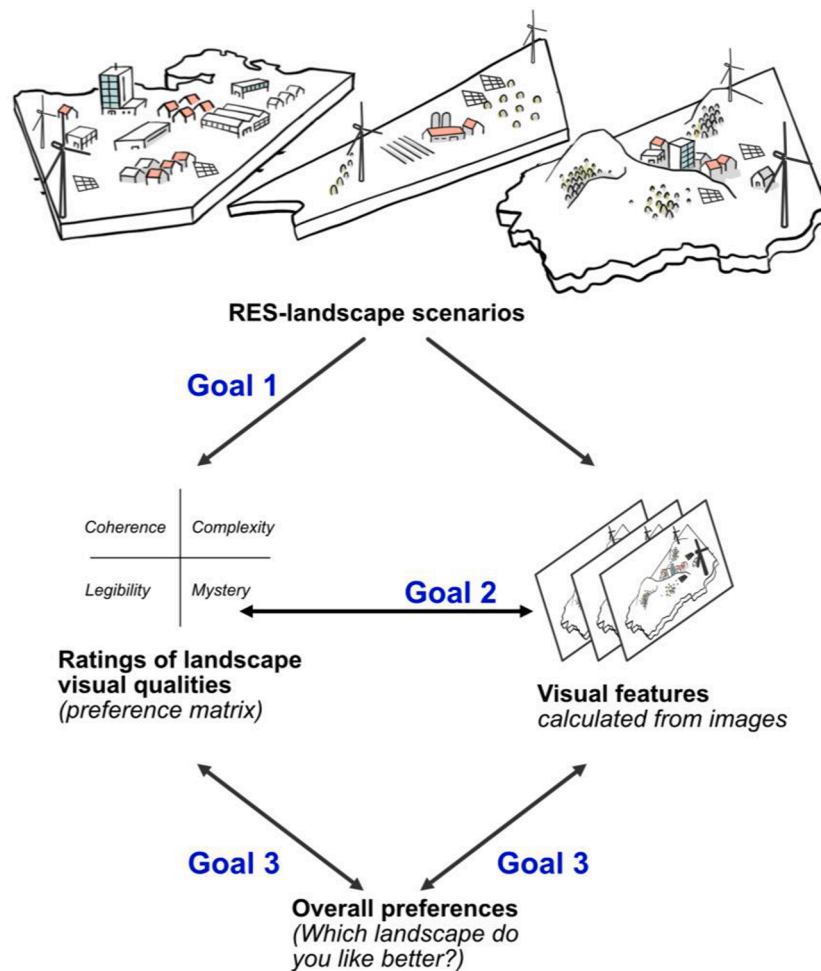 RES-landscape scenarios
Goal 1
Coherence
Complexity
Legibility
Mystery
Goal 2
Ratings of landscape
visual qualities
(preference matrix)
Visual features
calculated from images
Goal 3
Goal 3
Overall preferences
(Which landscape do
you like better?)